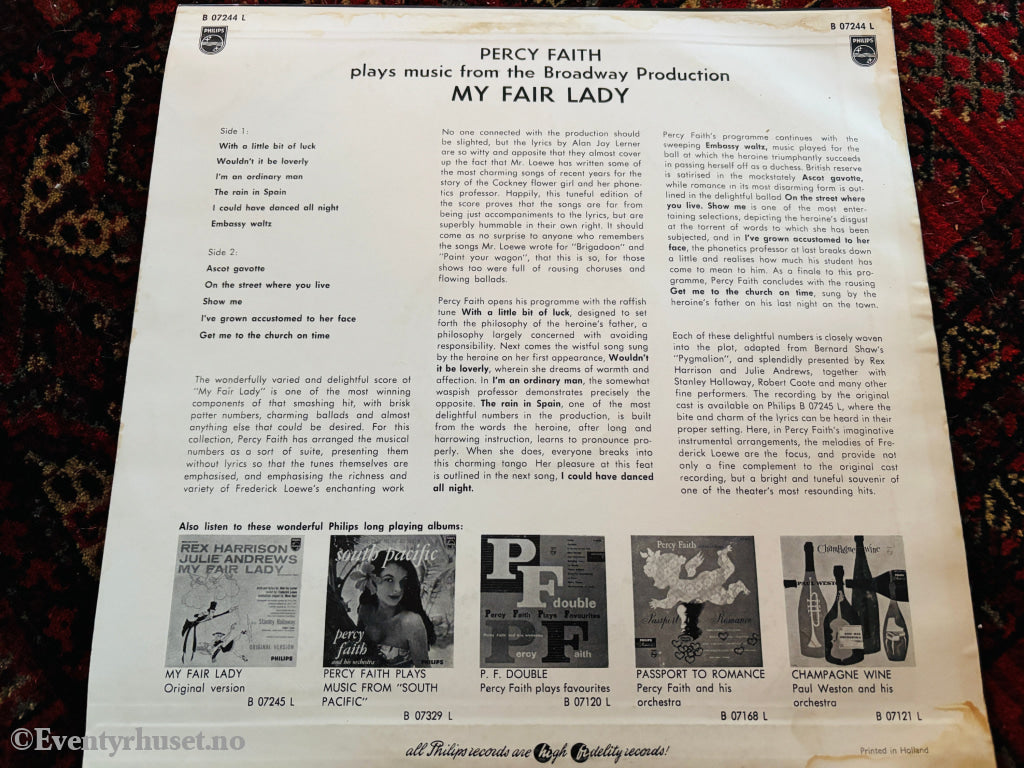 B 07244 L
B 07244 L
PHILIPS
PHILIPS
PERCY FAITH
plays music from the Broadway Production
MY FAIR LADY
Side 1:
With a little bit of luck
Wouldn't it be loverly
I'm an ordinary man
The rain in Spain
I could have danced all night
Embassy waltz
Side 2:
Ascot gavotte
On the street where you live
Show me
I've grown accustomed to her face
Get me to the church on time
The wonderfully varied and delightful score of
"My Fair Lady" is one of the most winning
components of that smashing hit, with brisk
patter numbers, charming ballads and almost
anything else that could be desired. For this
collection, Percy Faith has arranged the musical
numbers as a sort of suite, presenting them
without lyrics so that the tunes themselves are
emphasised, and emphasising the richness and
variety of Frederick Loewe's enchanting work
No one connected with the production should
be slighted, but the lyrics by Alan Jay Lerner
are so witty and apposite that they almost cover
up the fact that Mr. Loewe has written some of
the most charming songs of recent years for the
story of the Cockney flower girl and her phone-
tics professor. Happily, this tuneful edition of
the score proves that the songs are far from
being just accompaniments to the lyrics, but are
superbly hummable in their own right. It should
come as no surprise to anyone who remembers
the songs Mr. Loewe wrote for "Brigadoon" and
"Paint your wagon", that this is so, for those
shows too were full of rousing choruses and
flowing ballads.
Percy Faith opens his programme with the raffish
tune With a little bit of luck, designed to set
forth the philosophy of the heroine's father, a
philosophy largely concerned with avoiding
responsibility. Next comes the wistful song sung
by the heroine on her first appearance, Wouldn't
it be loverly, wherein she dreams of warmth and
affection. In I'm an ordinary man, the somewhat
waspish professor demonstrates precisely the
opposite. The rain in Spain, one of the most
delightful numbers in the production, is built
from the words the heroine, after long and
harrowing instruction, learns to pronounce pro-
perly. When she does, everyone breaks into
this charming tango Her pleasure at this feat
is outlined in the next song, I could have danced
all night.
Percy Faith's programme continues with the
sweeping Embassy waltz, music played for the
ball at which the heroine triumphantly succeeds
in passing herself off as a duchess. British reserve
is satirised in the mockstately Ascot gavotte,
while romance in its most disarming form is out-
lined in the delightful ballad On the street where
you live. Show me is one of the most enter-
taining selections, depicting the heroine's disgust
at the torrent of words to which she has been
subjected, and in I've grown accustomed to her
face, the phonetics professor at last breaks down
a little and realises how much his student has
come to mean to him. As a finale to this pro-
gramme, Percy Faith concludes with the rousing
Get me to the church on time, sung by the
heroine's father on his last night on the town.
Each of these delightful numbers is closely woven
into the plot, adapted from Bernard Shaw's
"Pygmalion", and splendidly presented by Rex
Harrison and Julie Andrews, together with
Stanley Holloway, Robert Coote and many other
fine performers. The recording by the original
cast is available on Philips B 07245 L, where the
bite and charm of the lyrics can be heard in their
proper setting. Here, in Percy Faith's imaginative
instrumental arrangements, the melodies of Fre-
derick Loewe are the focus, and provide not
only a fine complement to the original cast
recording, but a bright and tuneful souvenir of
one of the theater's most resounding hits.
Also listen to these wonderful Philips long playing albums:
REX HARRISON
JULIE ANDREWS
MY FAIR LADY
Stanley Holloway
ORIGINAL VERSION
PHILIPS
south pacific
percy
faith
and his orchestra
PHILIPS
P
F
double
Percy Faith Plays Favourites
Percy Faith
Percy Faith
Passport to Romance
Champagne wine
PAUL WESTON
MY FAIR LADY
Original version
B 07245 L
PERCY FAITH PLAYS
MUSIC FROM "SOUTH
PACIFIC"
B 07329 L
P. F. DOUBLE
Percy Faith plays favourites
B 07120 L
PASSPORT TO ROMANCE
Percy Faith and his
orchestra
B 07168 L
CHAMPAGNE WINE
Paul Weston and his
orchestra
B 07121 L
all Philips records are high fidelity records!
Printed in Holland
©Eventyrhuset.no